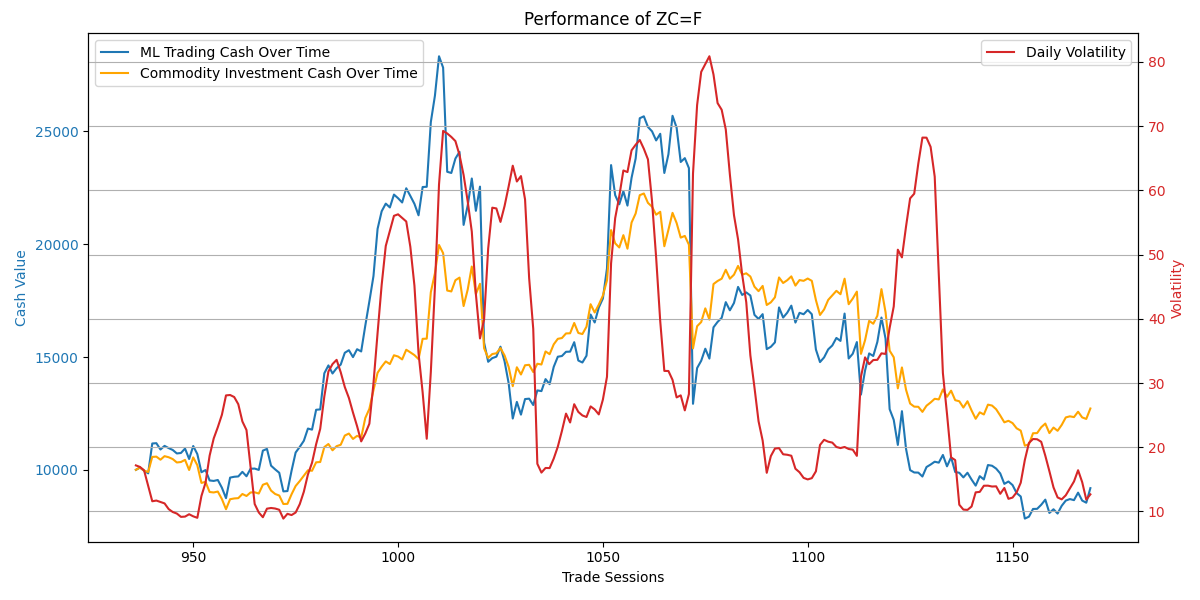 Performance of ZC=F
ML Trading Cash Over Time
Commodity Investment Cash Over Time
Daily Volatility
Cash Value
25000
20000
15000
10000
80
70
60
50
40
30
20
10
Volatility
950
1000
1050
1100
1150
Trade Sessions